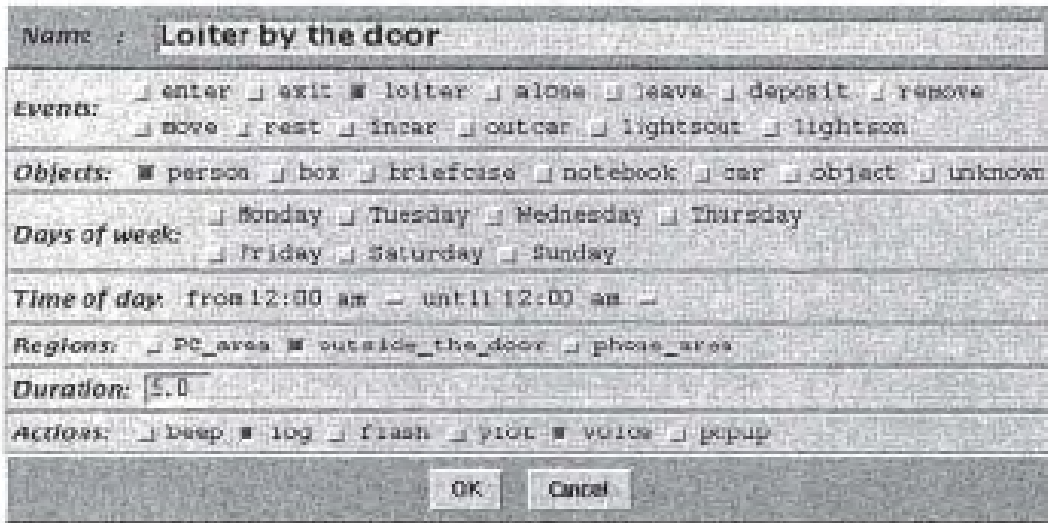 Name : Loiter by the door
Events: enter exit loiter alone leave deposit remove
move rest incar outcar lightsout lightson
Objects: person box briefcase notebook car object unknown
Days of week: Monday Tuesday Wednesday Thursday
Friday Saturday Sunday
Time of day: from 12:00 am until 12:00 am
Regions: PC_area outside_the_door phone_area
Duration: 5.0
Actions: beep log flash plot voice popup
OK Cancel